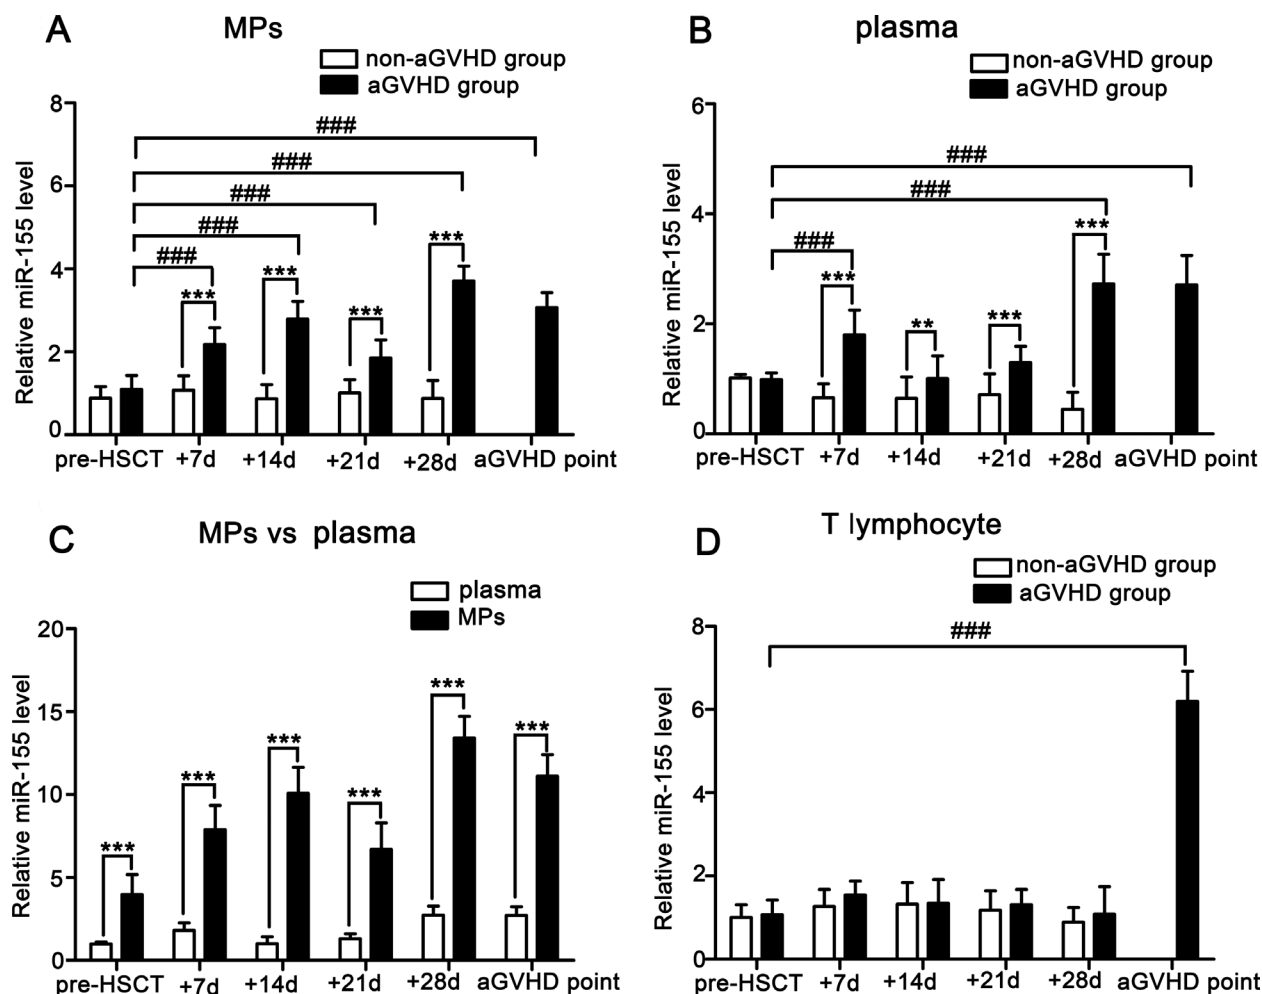 A
MPs
non-aGVHD group
aGVHD group
Relative miR-155 level
8
6
4
2
0
###
###
###
###
###
***
***
***
***
pre-HSCT +7d +14d +21d +28d aGVHD point
B
plasma
non-aGVHD group
aGVHD group
Relative miR-155 level
6
4
2
0
###
###
###
***
***
**
***
pre-HSCT +7d +14d +21d +28d aGVHD point
C
MPs vs plasma
plasma
MPs
Relative miR-155 level
20
15
10
5
0
***
***
***
***
***
***
pre-HSCT +7d +14d +21d +28d aGVHD point
D
T lymphocyte
non-aGVHD group
aGVHD group
Relative miR-155 level
8
6
4
2
0
###
pre-HSCT +7d +14d +21d +28d aGVHD point